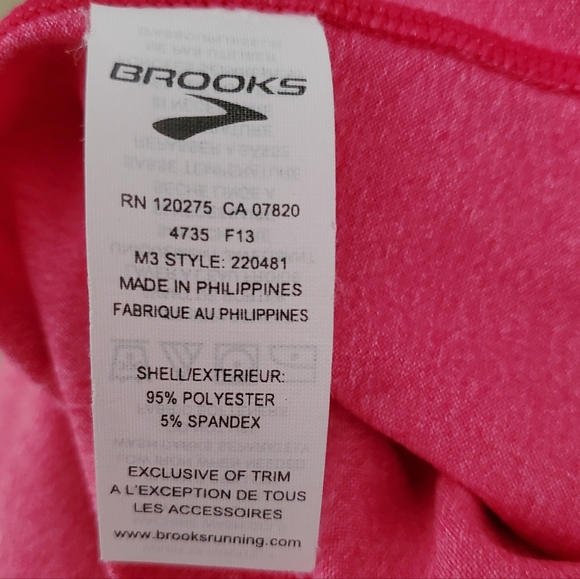 BROOKS
RN 120275 CA 07820
4735 F13
M3 STYLE: 220481
MADE IN PHILIPPINES
FABRIQUE AU PHILIPPINES
SHELL/EXTERIEUR:
95% POLYESTER
5% SPANDEX
EXCLUSIVE OF TRIM
A L'EXCEPTION DE TOUS
LES ACCESSOIRES
www.brooksrunning.com